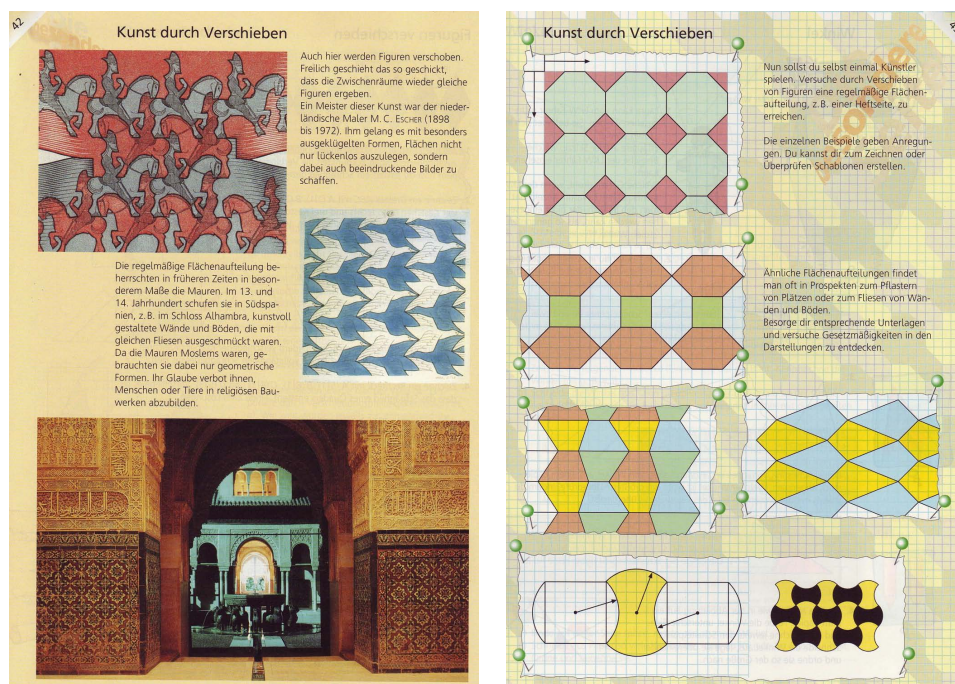 42
Kunst durch Verschieben
Auch hier werden Figuren verschoben.
Freilich geschieht das so geschickt,
dass die Zwischenräume wieder gleiche
Figuren ergeben.
Ein Meister dieser Kunst war der nieder-
ländische Maler M. C. ESCHER (1898
bis 1972). Ihm gelang es mit besonders
ausgeklügelten Formen, Flächen nicht
nur lückenlos auszulegen, sondern
dabei auch beeindruckende Bilder zu
schaffen.
Die regelmäßige Flächenaufteilung be-
herrschten in früheren Zeiten in beson-
derem Maße die Mauren. Im 13. und
14. Jahrhundert schufen sie in Südspa-
nien, z.B. im Schloss Alhambra, kunstvoll
gestaltete Wände und Böden, die mit
gleichen Fliesen ausgeschmückt waren.
Da die Mauren Moslems waren, ge-
brauchten sie dabei nur geometrische
Formen. Ihr Glaube verbot ihnen,
Menschen oder Tiere in religiösen Bau-
werken abzubilden.
Kunst durch Verschieben
Nun sollst du selbst einmal Künstler
spielen. Versuche durch Verschieben
von Figuren eine regelmäßige Flächen-
aufteilung, z.B. einer Heftseite, zu
erreichen.
Die einzelnen Beispiele geben Anregun-
gen. Du kannst dir zum Zeichnen oder
Überprüfen Schablonen erstellen.
Ähnliche Flächenaufteilungen findet
man oft in Prospekten zum Pflastern
von Plätzen oder zum Fliesen von Wän-
den und Böden.
Besorge dir entsprechende Unterlagen
und versuche Gesetzmäßigkeiten in den
Darstellungen zu entdecken.